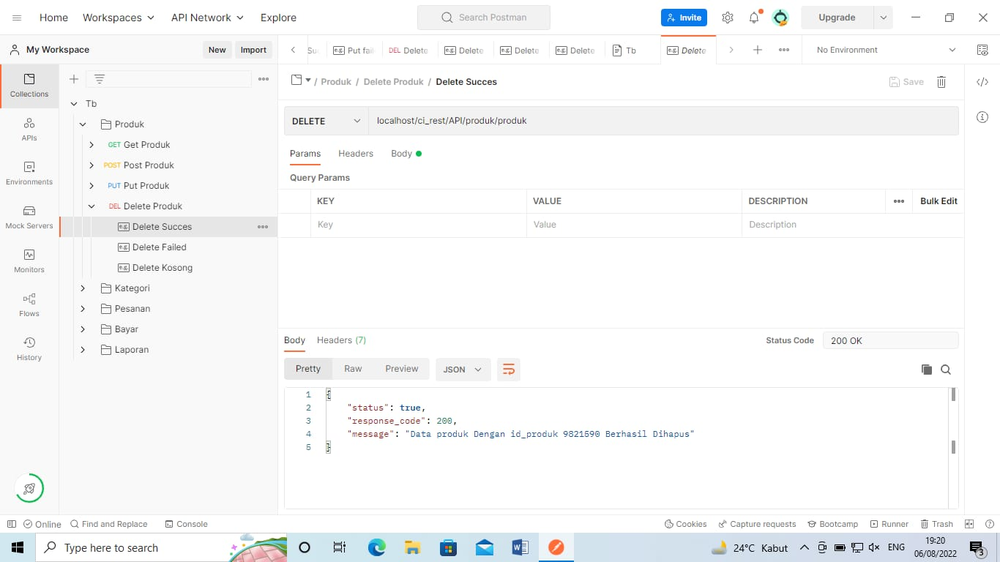 Home Workspaces API Network Explore Search Postman Invite Upgrade
My Workspace New Import Put fail DEL Delete e.g. Delete e.g. Delete e.g. Delete Tb e.g. Delete No Environment
Collections
APIs
Environments
Mock Servers
Monitors
Flows
History
Tb
Produk
GET Get Produk
POST Post Produk
PUT Put Produk
DEL Delete Produk
e.g. Delete Succes
e.g. Delete Failed
e.g. Delete Kosong
Kategori
Pesanan
Bayar
Laporan
/ Produk / Delete Produk / Delete Succes Save
DELETE localhost/ci_rest/API/produk/produk
Params Headers Body
Query Params
KEY VALUE DESCRIPTION Bulk Edit
Key Value Description
Body Headers (7) Status Code 200 OK
Pretty Raw Preview JSON
1 {
2 "status": true,
3 "response_code": 200,
4 "message": "Data produk Dengan id_produk 9821590 Berhasil Dihapus"
5 }
Online Find and Replace Console Cookies Capture requests Bootcamp Runner Trash
Type here to search 24°C Kabut ENG 19:20
06/08/2022 3